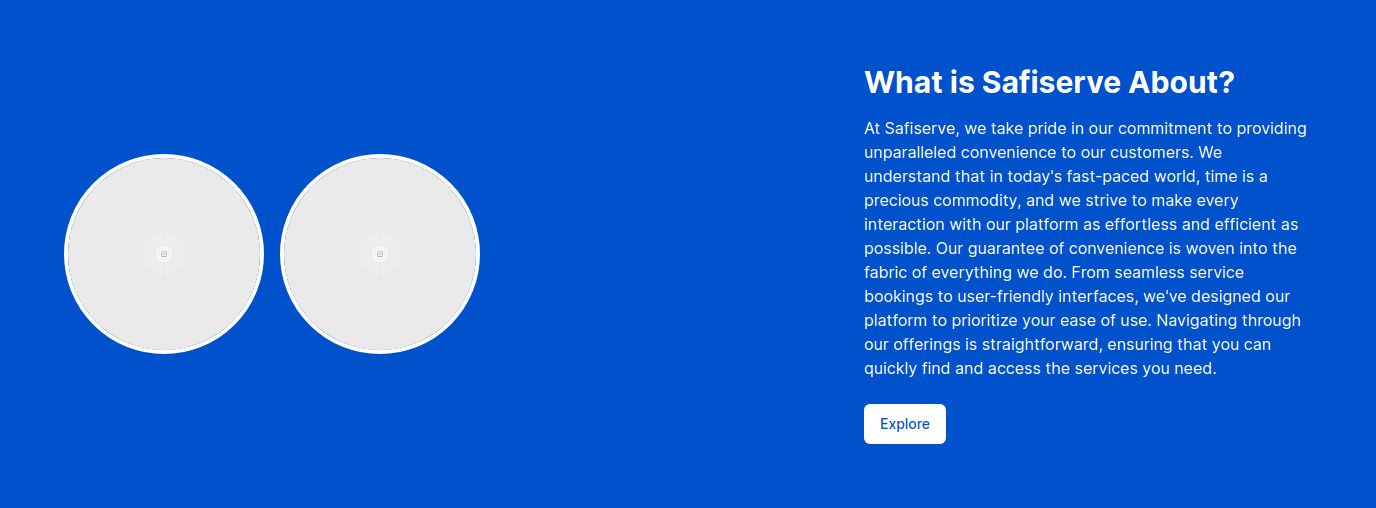 What is Safiserve About?
At Safiserve, we take pride in our commitment to providing
unparalleled convenience to our customers. We
understand that in today's fast-paced world, time is a
precious commodity, and we strive to make every
interaction with our platform as effortless and efficient as
possible. Our guarantee of convenience is woven into the
fabric of everything we do. From seamless service
bookings to user-friendly interfaces, we've designed our
platform to prioritize your ease of use. Navigating through
our offerings is straightforward, ensuring that you can
quickly find and access the services you need.
Explore